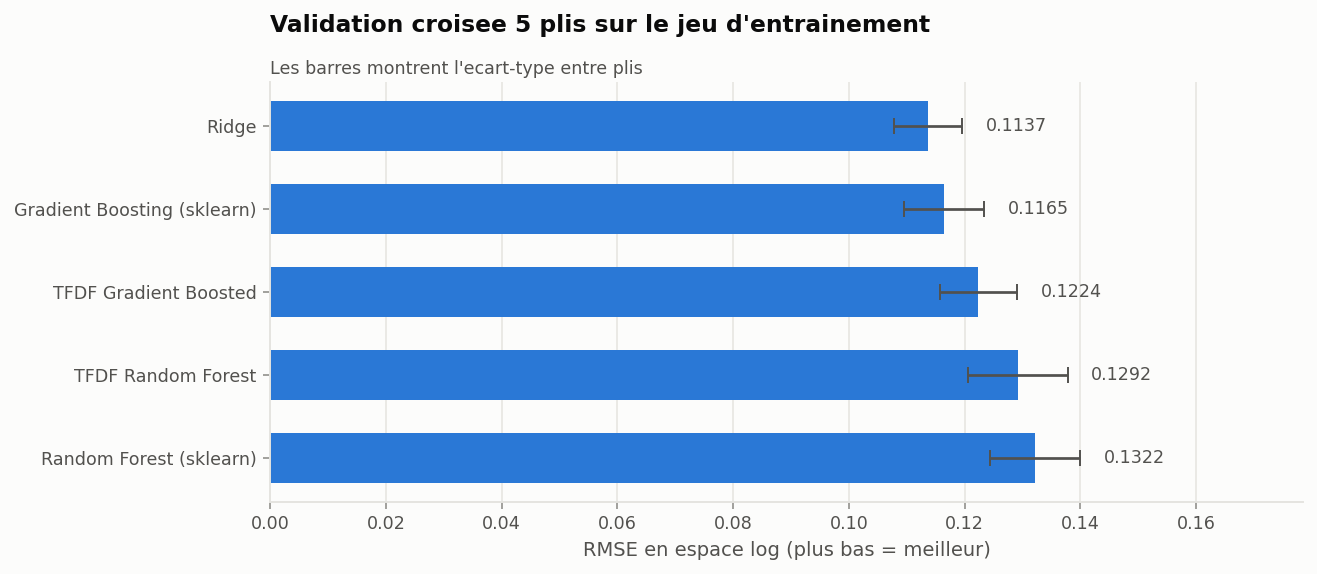 Validation croisee 5 plis sur le jeu d'entrainement
Les barres montrent l'ecart-type entre plis
Ridge 0.1137
Gradient Boosting (sklearn) 0.1165
TFDF Gradient Boosted 0.1224
TFDF Random Forest 0.1292
Random Forest (sklearn) 0.1322
0.00 0.02 0.04 0.06 0.08 0.10 0.12 0.14 0.16
RMSE en espace log (plus bas = meilleur)